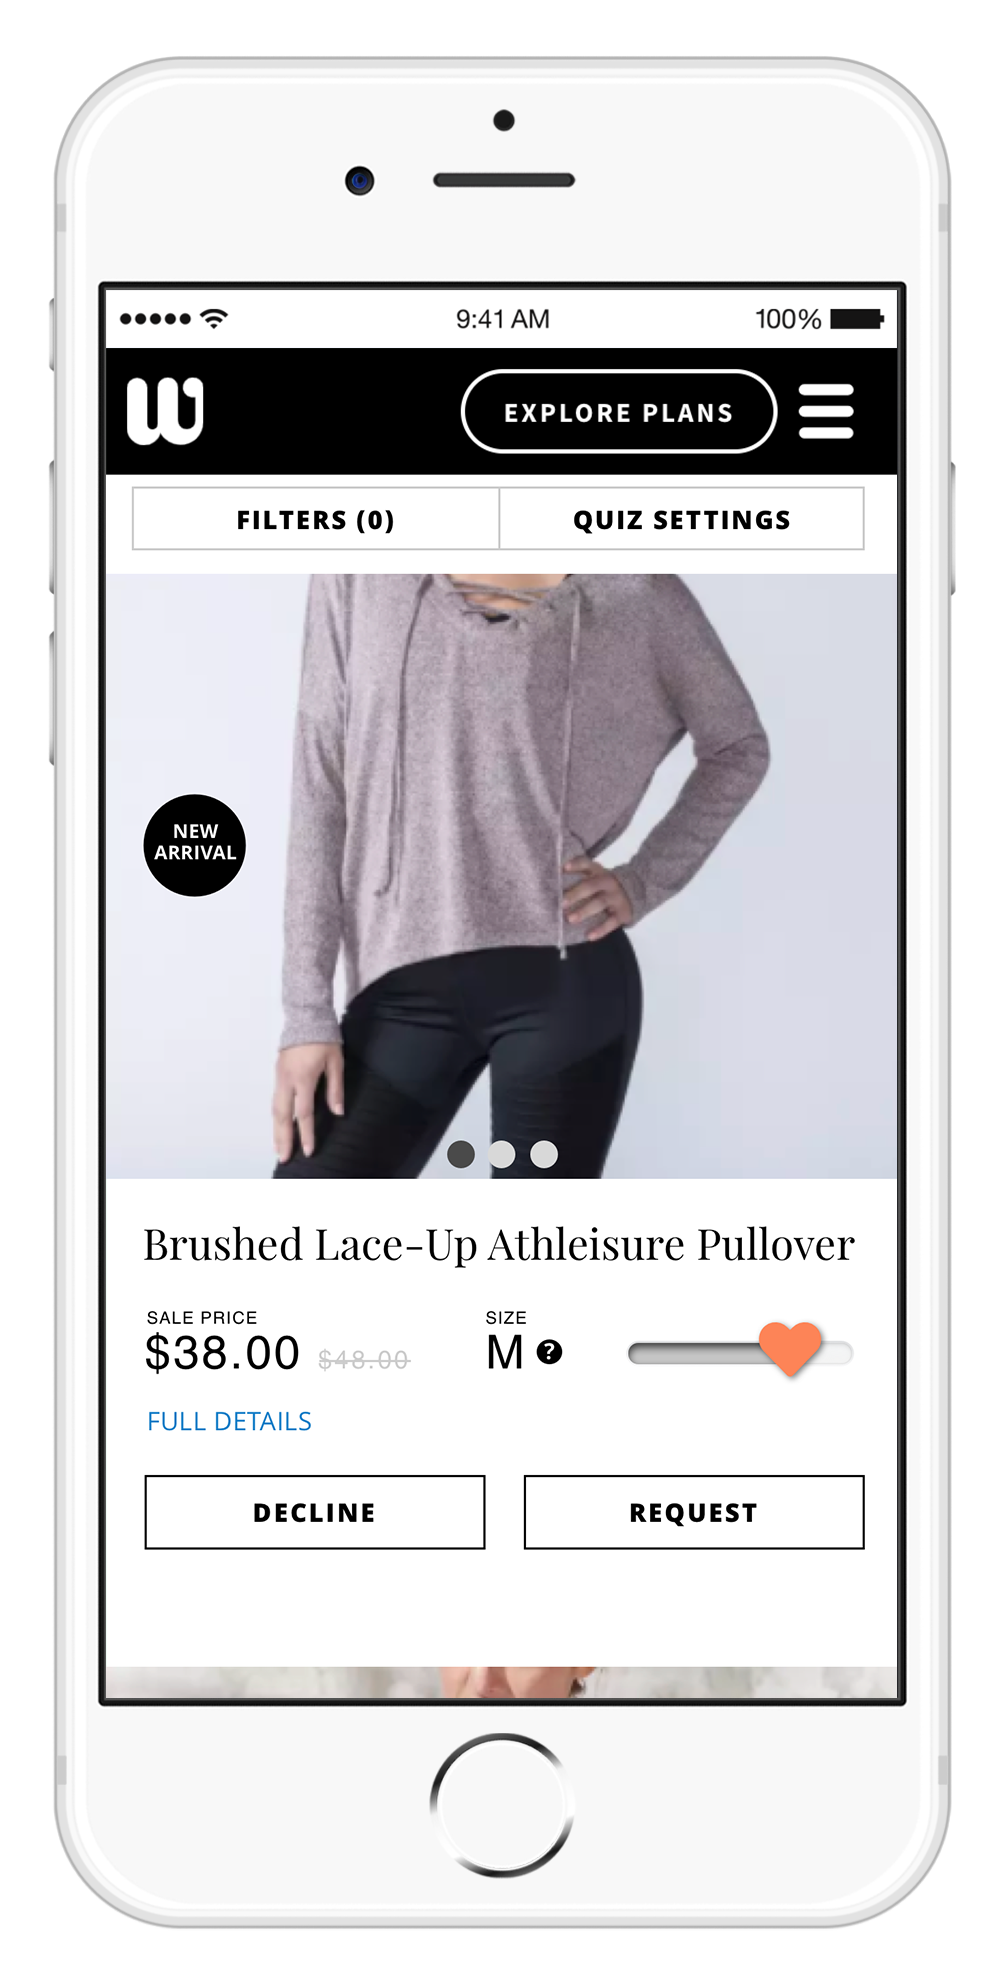 9:41 AM
100%
W
EXPLORE PLANS
FILTERS (0)
QUIZ SETTINGS
NEW
ARRIVAL
Brushed Lace-Up Athleisure Pullover
SALE PRICE
$38.00 $48.00
SIZE
M ?
FULL DETAILS
DECLINE
REQUEST